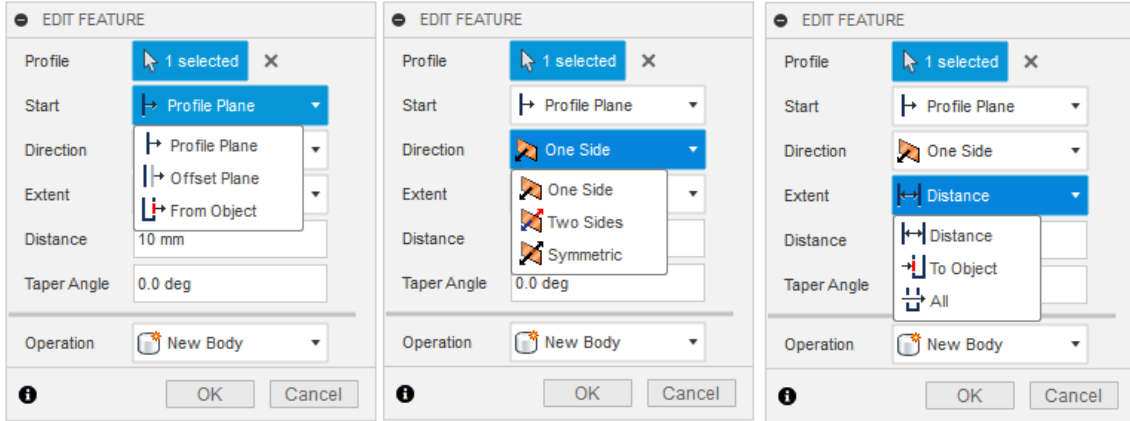 EDIT FEATURE
Profile 1 selected
Start Profile Plane
Profile Plane
Direction
Offset Plane
Extent
From Object
Distance 10 mm
Taper Angle 0.0 deg
Operation New Body
OK Cancel
EDIT FEATURE
Profile 1 selected
Start Profile Plane
Direction One Side
One Side
Extent
Two Sides
Distance
Symmetric
Taper Angle 0.0 deg
Operation New Body
OK Cancel
EDIT FEATURE
Profile 1 selected
Start Profile Plane
Direction One Side
Extent Distance
Distance
Distance
To Object
Taper Angle
All
Operation New Body
OK Cancel